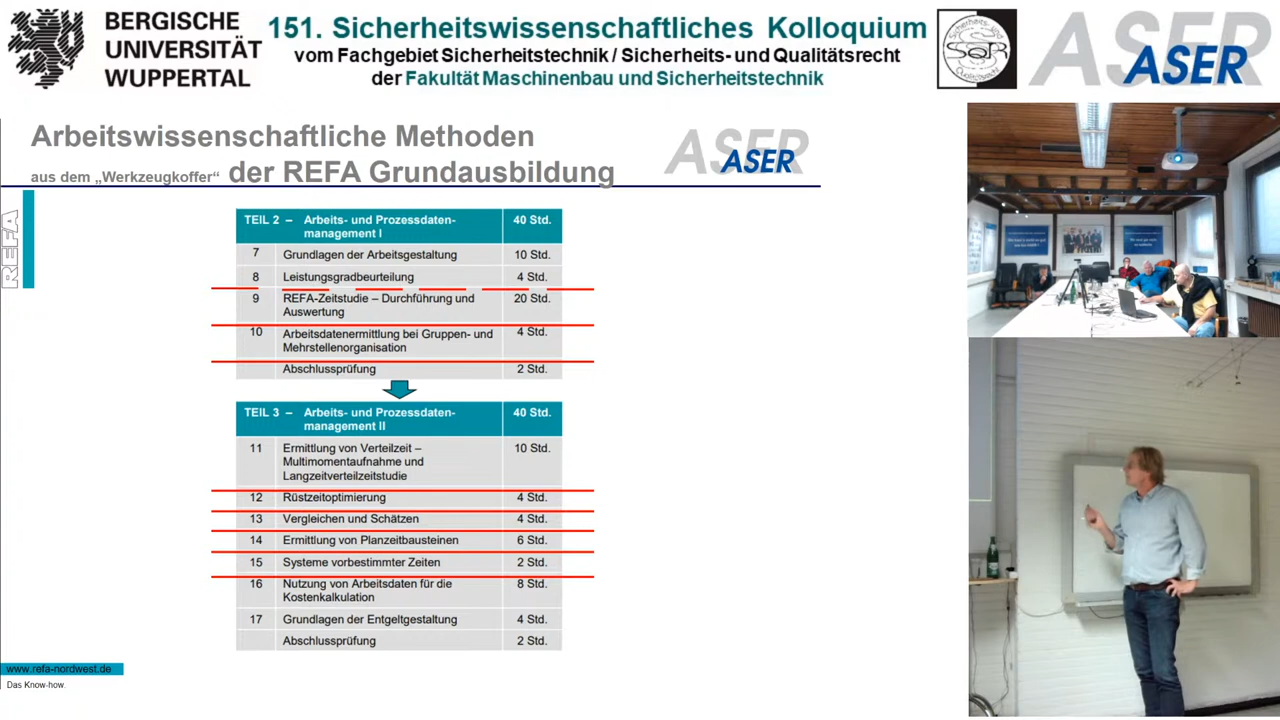 BERGISCHE
UNIVERSITÄT
WUPPERTAL
151. Sicherheitswissenschaftliches Kolloquium
vom Fachgebiet Sicherheitstechnik / Sicherheits- und Qualitätsrecht
der Fakultät Maschinenbau und Sicherheitstechnik
Sicherheits- und
SQR
Qualitätsrecht
ASER
ASER
Arbeitswissenschaftliche Methoden
aus dem „Werkzeugkoffer“ der REFA Grundausbildung
ASER
ASER
REFA
TEIL 2 – Arbeits- und Prozessdaten- 40 Std.
management I
7 Grundlagen der Arbeitsgestaltung 10 Std.
8 Leistungsgradbeurteilung 4 Std.
9 REFA-Zeitstudie – Durchführung und 20 Std.
Auswertung
10 Arbeitsdatenermittlung bei Gruppen- und 4 Std.
Mehrstellenorganisation
Abschlussprüfung 2 Std.
TEIL 3 – Arbeits- und Prozessdaten- 40 Std.
management II
11 Ermittlung von Verteilzeit – 10 Std.
Multimomentaufnahme und
Langzeitverteilzeitstudie
12 Rüstzeitoptimierung 4 Std.
13 Vergleichen und Schätzen 4 Std.
14 Ermittlung von Planzeitbausteinen 6 Std.
15 Systeme vorbestimmter Zeiten 2 Std.
16 Nutzung von Arbeitsdaten für die 8 Std.
Kostenkalkulation
17 Grundlagen der Entgeltgestaltung 4 Std.
Abschlussprüfung 2 Std.
www.refa-nordwest.de
Das Know-how.